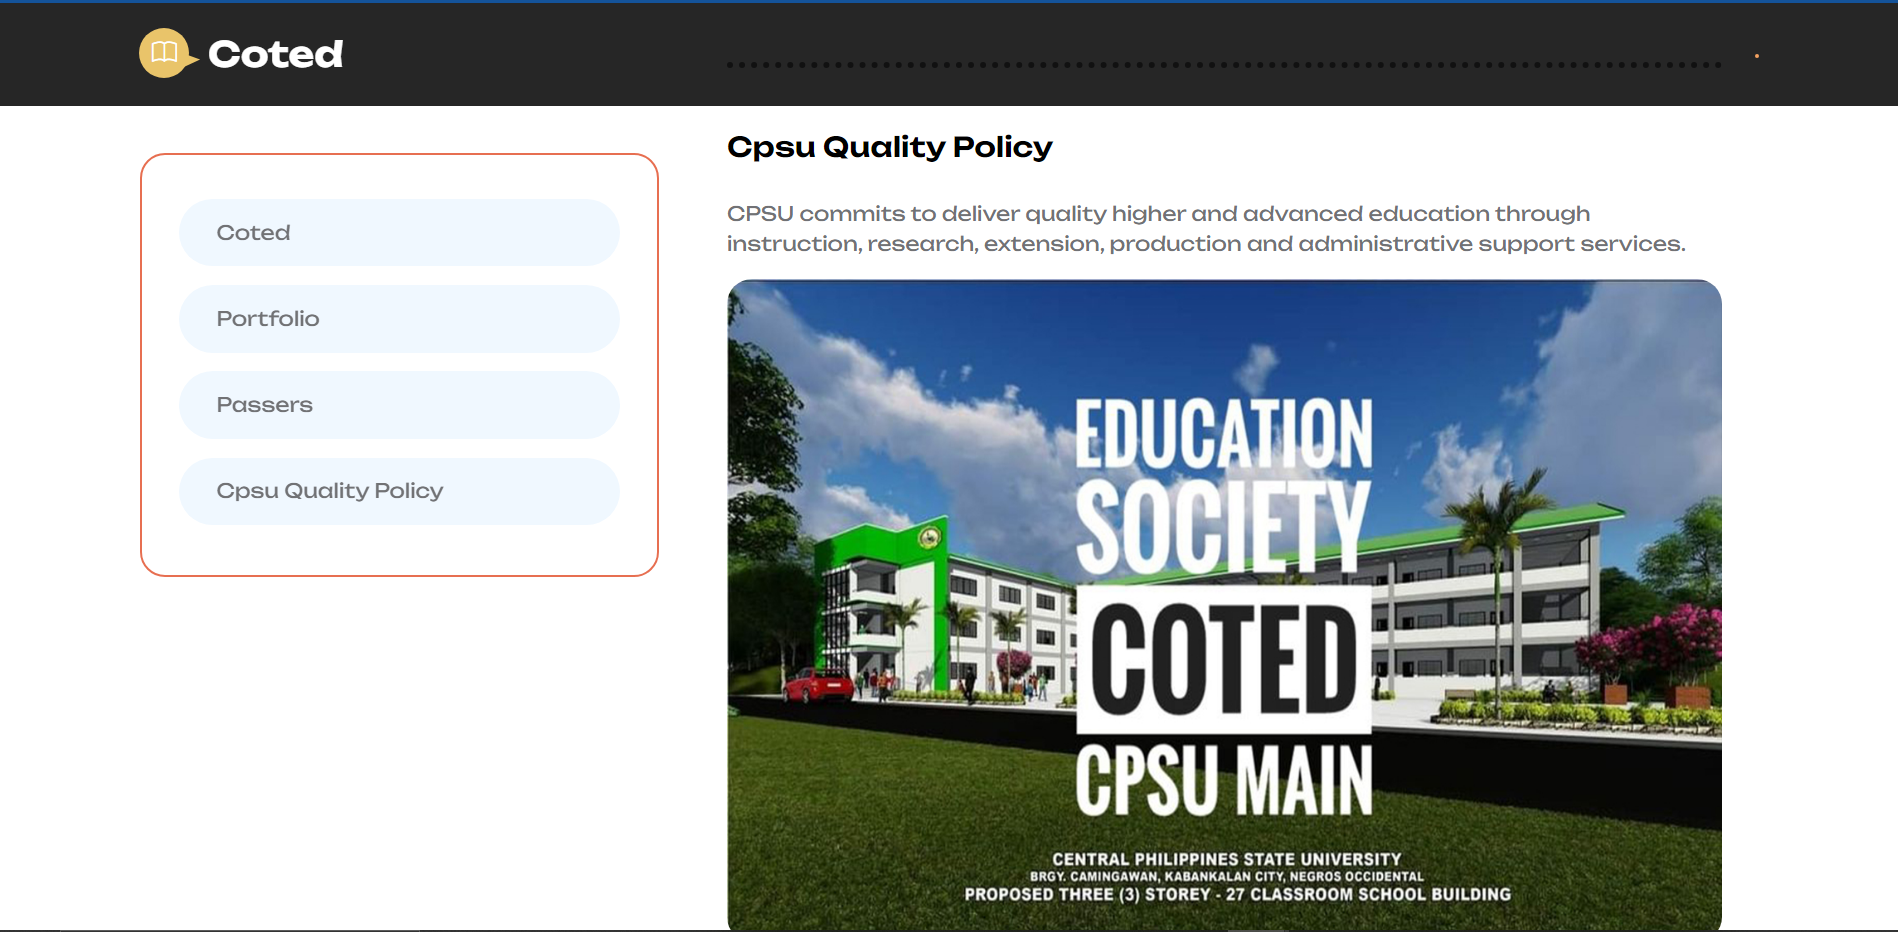 Coted
Coted
Portfolio
Passers
Cpsu Quality Policy
Cpsu Quality Policy
CPSU commits to deliver quality higher and advanced education through
instruction, research, extension, production and administrative support services.
EDUCATION
SOCIETY
COTED
CPSU MAIN
CENTRAL PHILIPPINES STATE UNIVERSITY
BRGY. CAMINGAWAN, KABANKALAN CITY, NEGROS OCCIDENTAL
PROPOSED THREE (3) STOREY - 27 CLASSROOM SCHOOL BUILDING